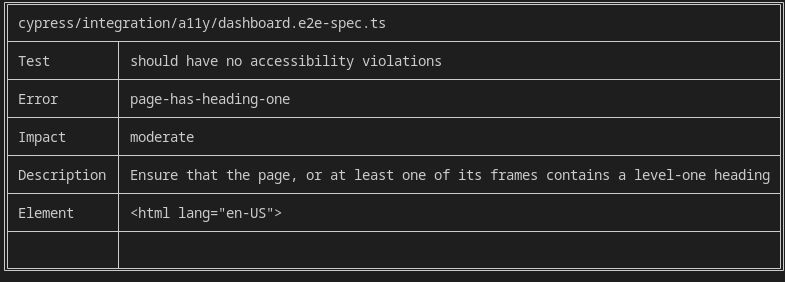 cypress/integration/a11y/dashboard.e2e-spec.ts
Test should have no accessibility violations
Error page-has-heading-one
Impact moderate
Description Ensure that the page, or at least one of its frames contains a level-one heading
Element <html lang="en-US">